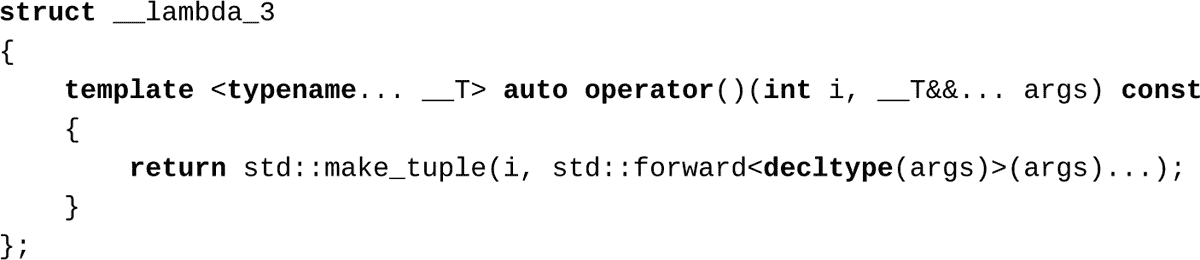 struct __lambda_3
{
    template <typename... __T> auto operator()(int i, __T&&... args) const
    {
        return std::make_tuple(i, std::forward<decltype(args)>(args)...);
    }
};